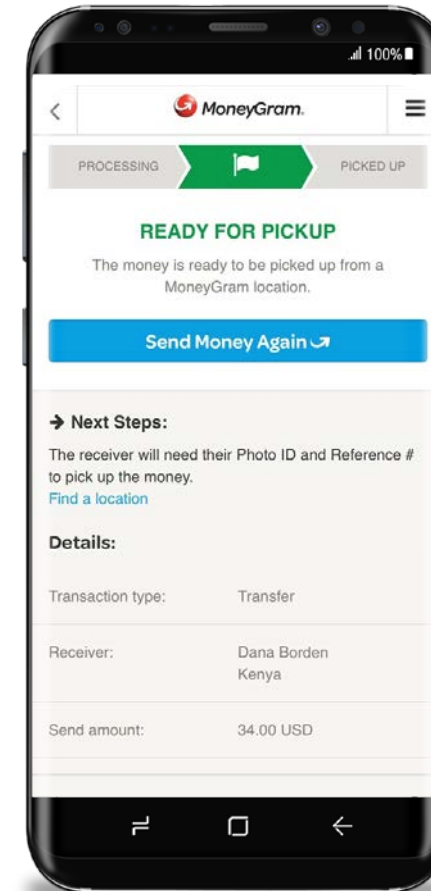 100%
MoneyGram.
PROCESSING
PICKED UP
READY FOR PICKUP
The money is ready to be picked up from a
MoneyGram location.
Send Money Again
Next Steps:
The receiver will need their Photo ID and Reference #
to pick up the money.
Find a location
Details:
Transaction type: Transfer
Receiver: Dana Borden
Kenya
Send amount: 34.00 USD